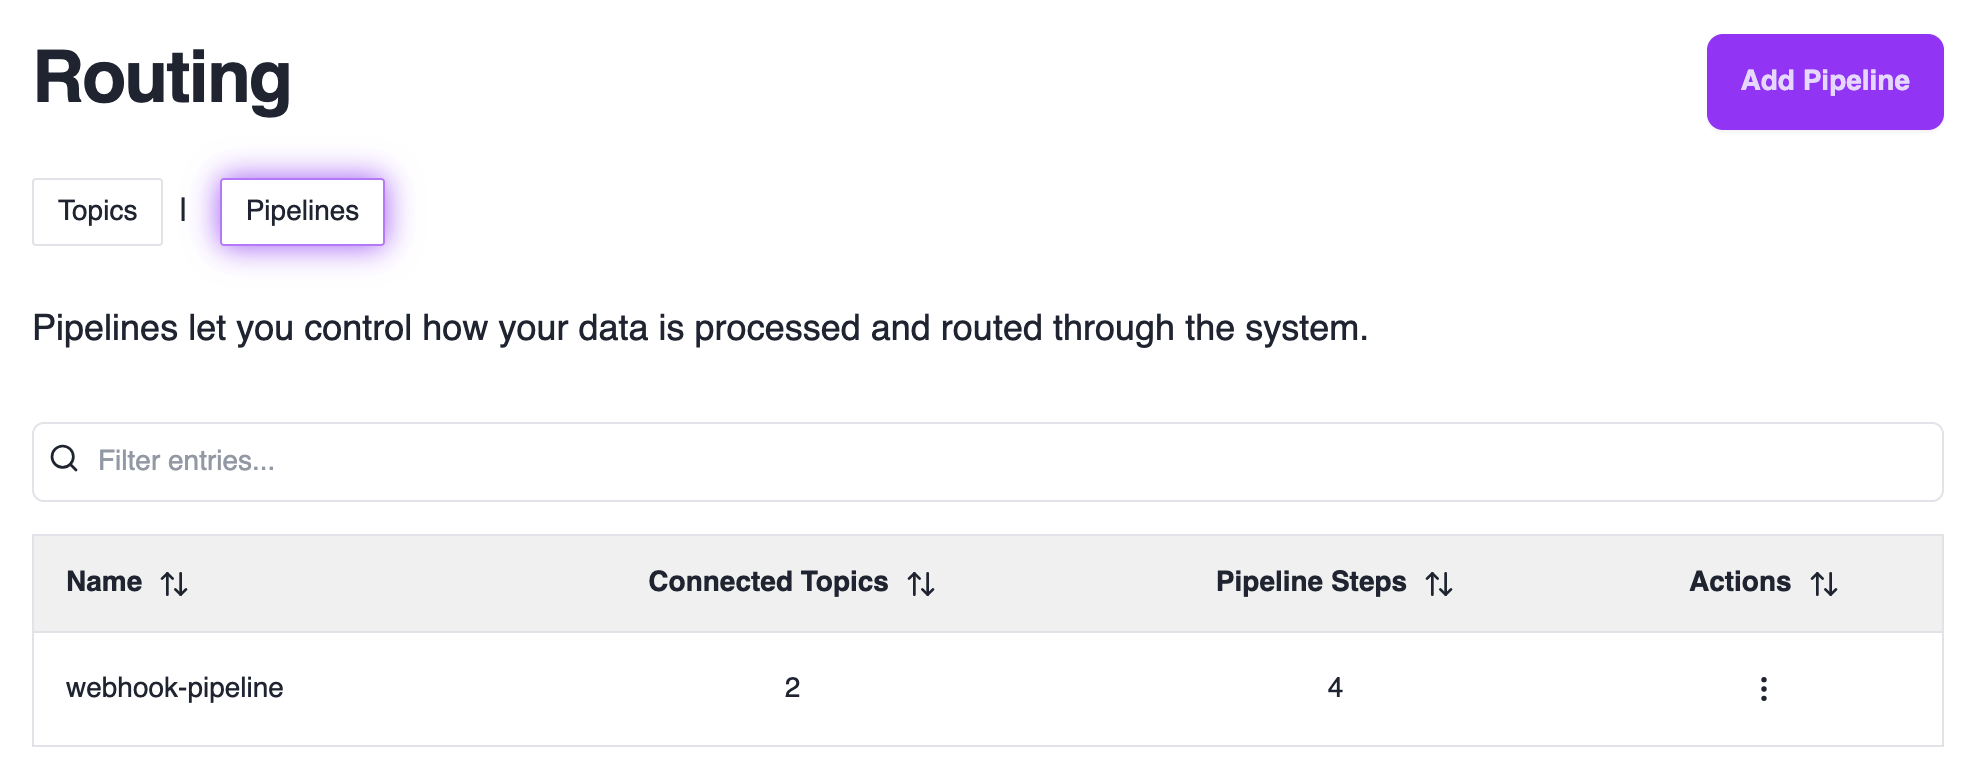 Routing
Add Pipeline
Topics | Pipelines
Pipelines let you control how your data is processed and routed through the system.
Filter entries...
Name Connected Topics Pipeline Steps Actions
webhook-pipeline 2 4